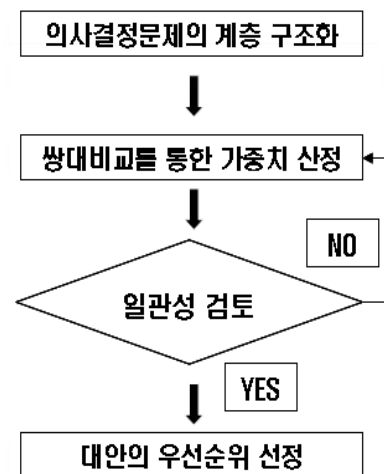 의사결정문제의 계층 구조화
쌍대비교를 통한 가중치 산정
NO
일관성 검토
YES
대안의 우선순위 선정